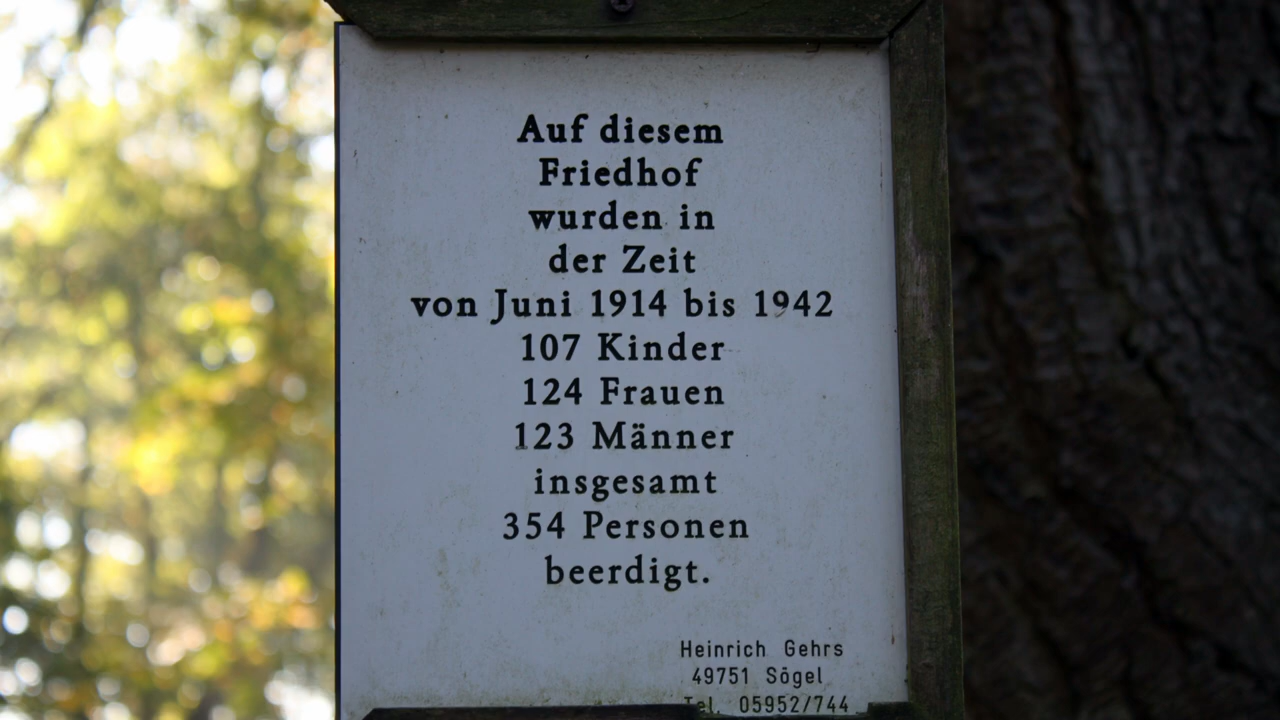 Auf diesem
Friedhof
wurden in
der Zeit
von Juni 1914 bis 1942
107 Kinder
124 Frauen
123 Männer
insgesamt
354 Personen
beerdigt.
Heinrich Gehrs
49751 Sögel
Tel. 05952/744